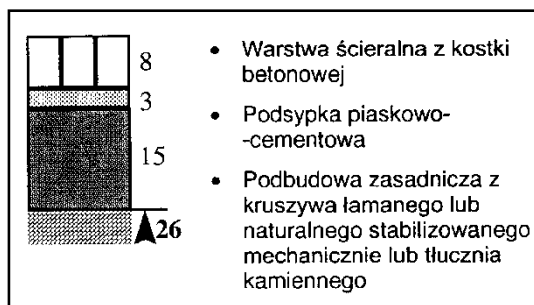 8
3
15
26
• Warstwa ścieralna z kostki
betonowej
• Podsypka piaskowo-
-cementowa
• Podbudowa zasadnicza z
kruszywa łamanego lub
naturalnego stabilizowanego
mechanicznie lub tłucznia
kamiennego